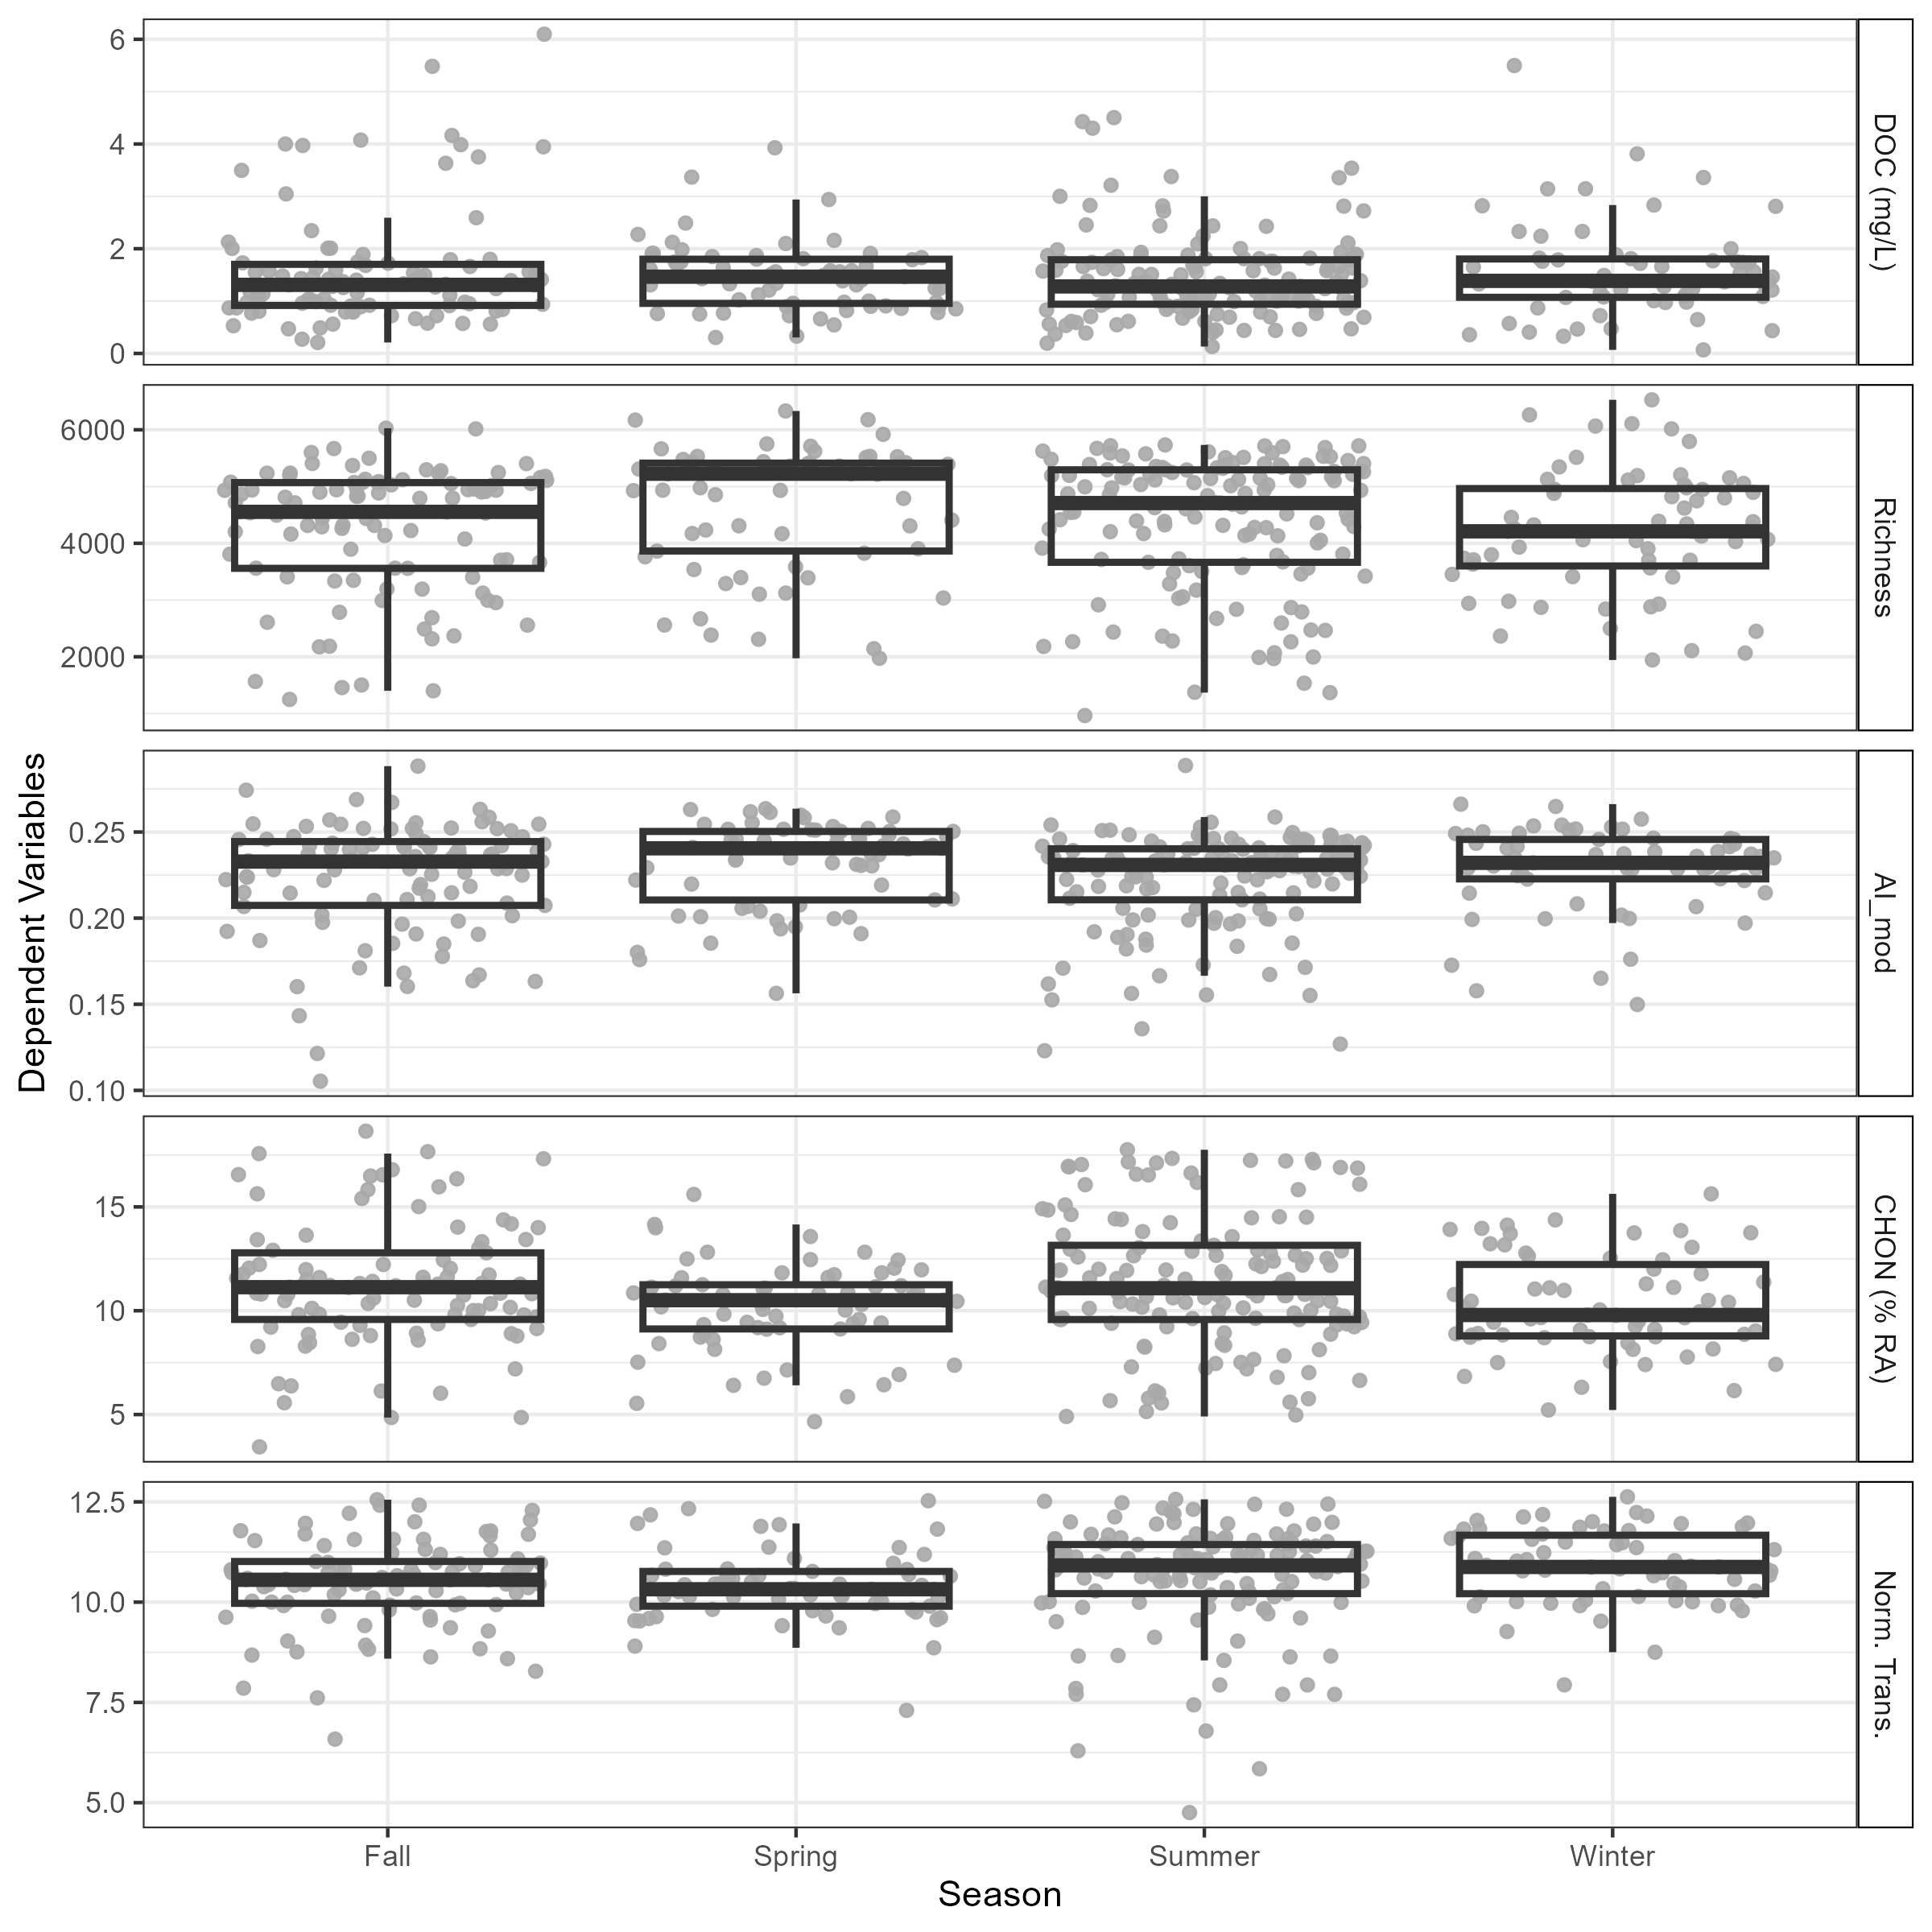 6
4
2
0
DOC (mg/L)
6000
4000
2000
Richness
0.25
0.20
0.15
0.10
AI_mod
15
10
5
CHON (% RA)
12.5
10.0
7.5
5.0
Norm. Trans.
Dependent Variables
Fall Spring Summer Winter
Season